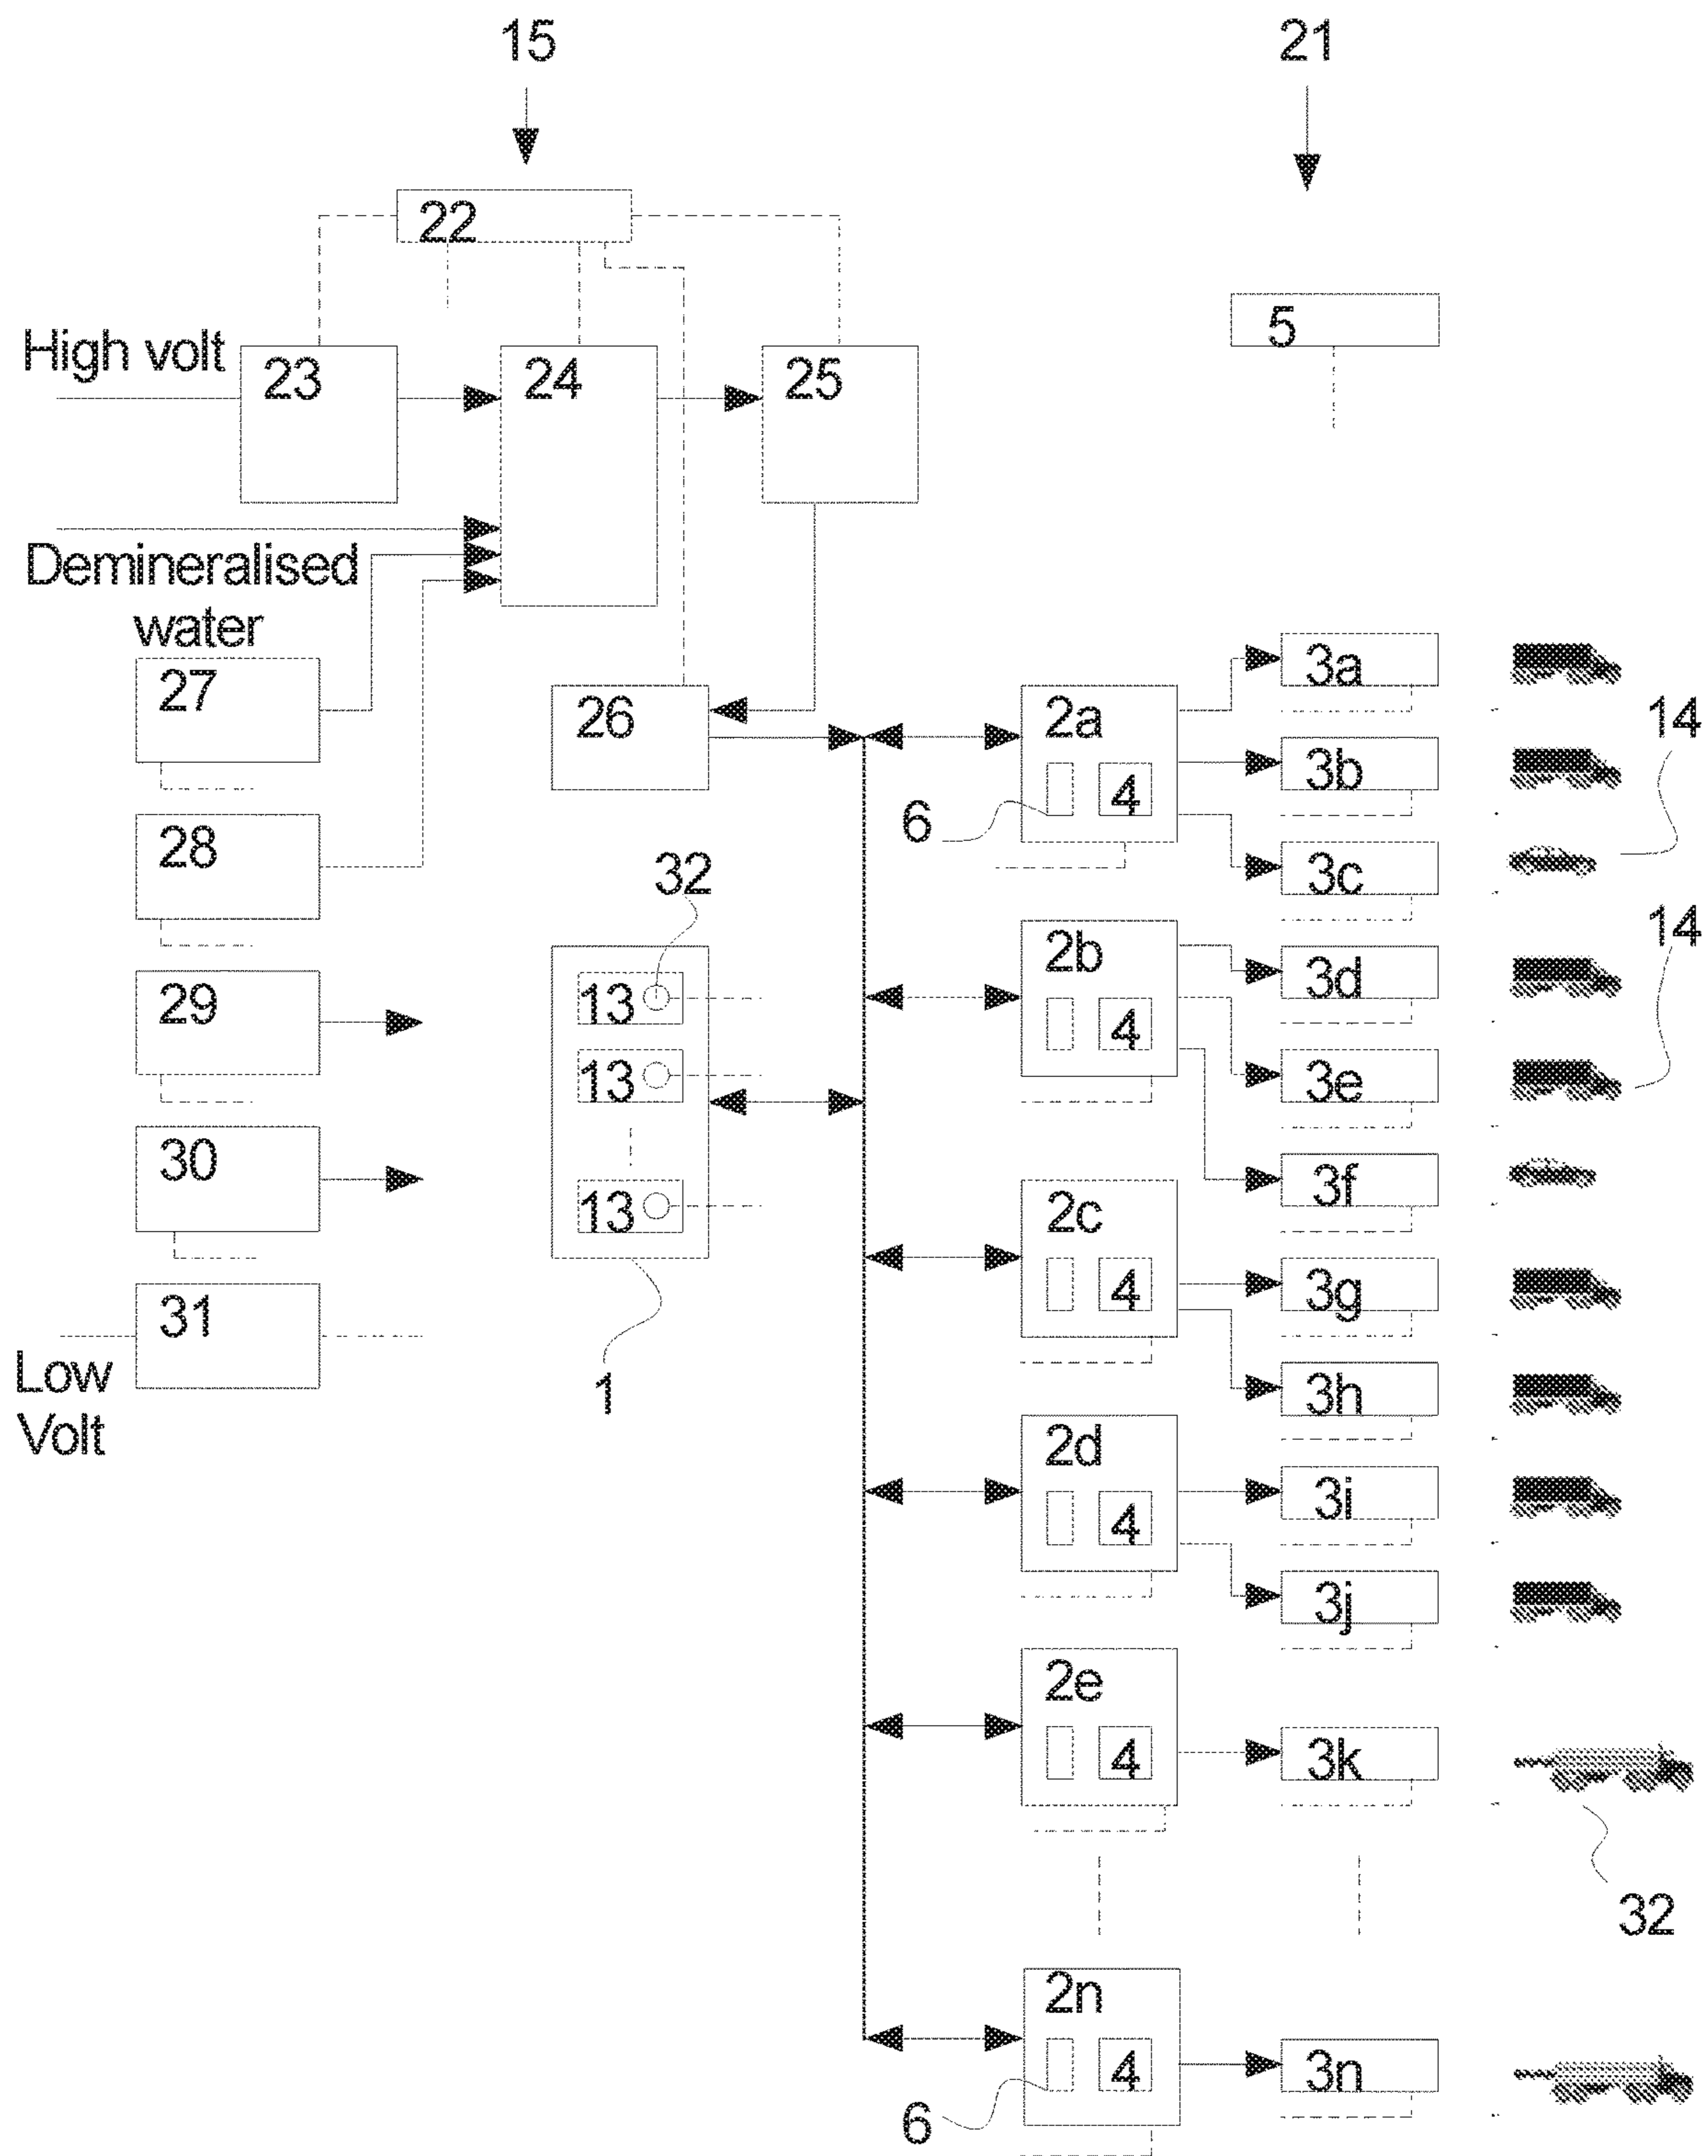 15
21
22
5
High volt
23
24
25
Demineralised
water
27
26
2a
3a
14
3b
6
4
28
32
3c
14
2b
3d
29
13
4
13
3e
30
13
2c
3f
31
4
3g
Low
Volt
1
3h
2d
4
3i
3j
2e
4
3k
32
2n
4
3n
6